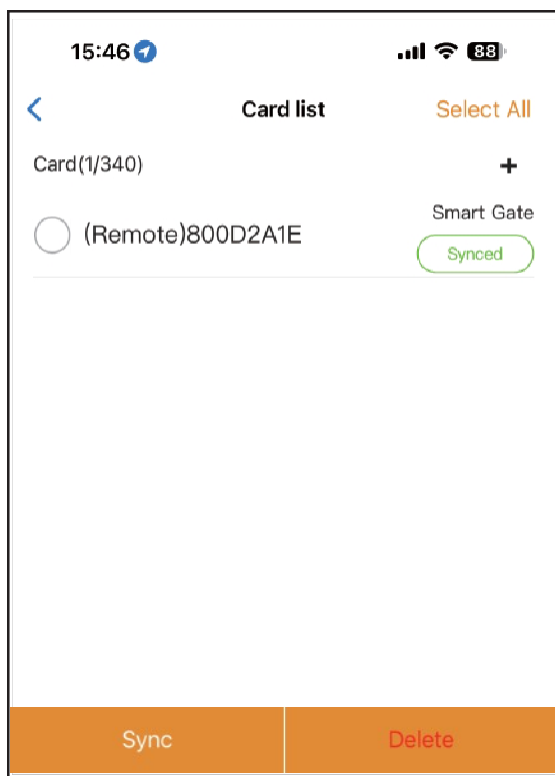 15:46 88
Card list Select All
Card(1/340) +
(Remote)800D2A1E Smart Gate
Synced
Sync Delete